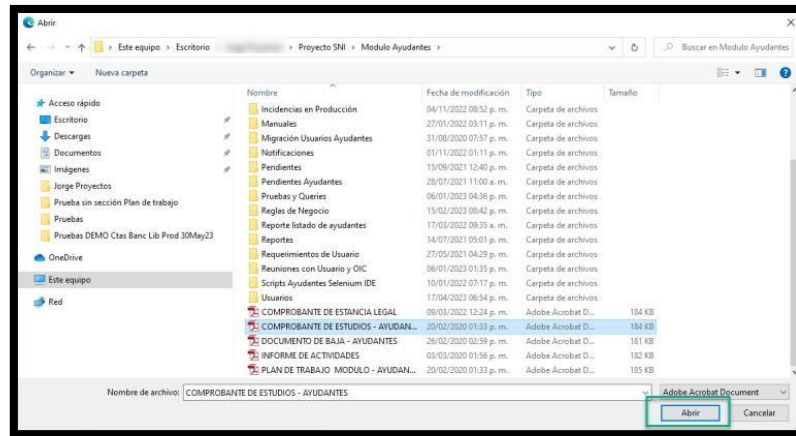 Abrir
Este equipo > Escritorio > Proyecto SNI > Modulo Ayudantes >
Buscar en Modulo Ayudantes
Organizar Nueva carpeta
Nombre Fecha de modificación Tipo Tamaño
Acceso rápido
Escritorio
Descargas
Documentos
Imágenes
Jorge Proyectos
Prueba sin sección Plan de trabajo
Pruebas
Pruebas DEMO Ctas Banc Lib Prod 30May23
OneDrive
Este equipo
Red
Incidencias en Producción 04/11/2022 08:52 p. m. Carpeta de archivos
Manuales 27/01/2022 03:11 p. m. Carpeta de archivos
Migración Usuarios Ayudantes 31/08/2020 07:57 p. m. Carpeta de archivos
Notificaciones 01/11/2022 01:11 p. m. Carpeta de archivos
Pendientes 15/09/2021 12:40 p. m. Carpeta de archivos
Pendientes Ayudantes 28/07/2021 11:00 a. m. Carpeta de archivos
Pruebas y Queries 06/01/2023 04:36 p. m. Carpeta de archivos
Reglas de Negocio 15/02/2023 08:42 p. m. Carpeta de archivos
Reporte listado de ayudantes 17/03/2022 09:35 a. m. Carpeta de archivos
Reportes 14/07/2021 05:01 p. m. Carpeta de archivos
Requerimientos de Usuario 27/05/2021 04:29 p. m. Carpeta de archivos
Reuniones con Usuario y OIC 06/01/2023 01:35 p. m. Carpeta de archivos
Scripts Ayudantes Selenium IDE 10/01/2022 07:17 p. m. Carpeta de archivos
Usuarios 17/04/2023 06:54 p. m. Carpeta de archivos
COMPROBANTE DE ESTANCIA LEGAL 09/03/2022 12:24 p. m. Adobe Acrobat D... 184 KB
COMPROBANTE DE ESTUDIOS - AYUDAN... 20/02/2020 01:33 p. m. Adobe Acrobat D... 184 KB
DOCUMENTO DE BAJA - AYUDANTES 26/02/2020 02:59 p. m. Adobe Acrobat D... 181 KB
INFORME DE ACTIVIDADES 03/03/2020 01:56 p. m. Adobe Acrobat D... 182 KB
PLAN DE TRABAJO MODULO - AYUDAN... 20/02/2020 01:33 p. m. Adobe Acrobat D... 185 KB
Nombre de archivo: COMPROBANTE DE ESTUDIOS - AYUDANTES Adobe Acrobat Document
Abrir Cancelar